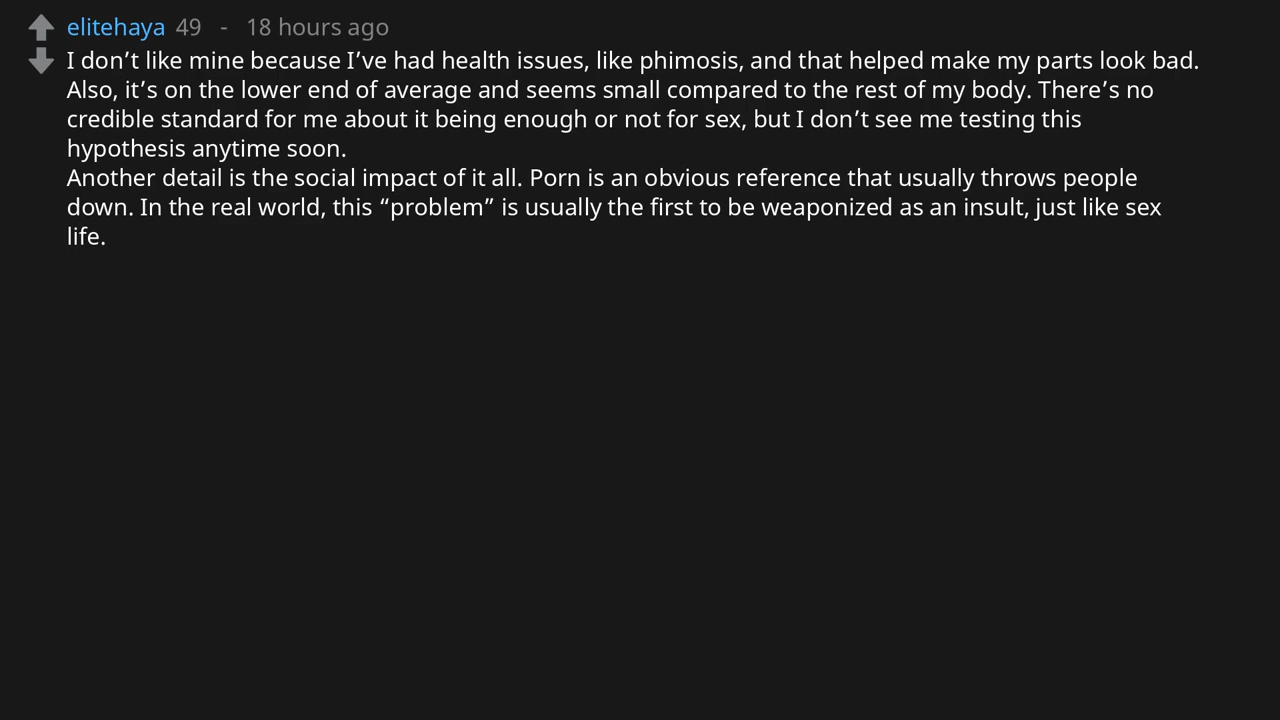 elitehaya 49 - 18 hours ago
I don’t like mine because I’ve had health issues, like phimosis, and that helped make my parts look bad.
Also, it’s on the lower end of average and seems small compared to the rest of my body. There’s no
credible standard for me about it being enough or not for sex, but I don’t see me testing this
hypothesis anytime soon.
Another detail is the social impact of it all. Porn is an obvious reference that usually throws people
down. In the real world, this “problem” is usually the first to be weaponized as an insult, just like sex
life.